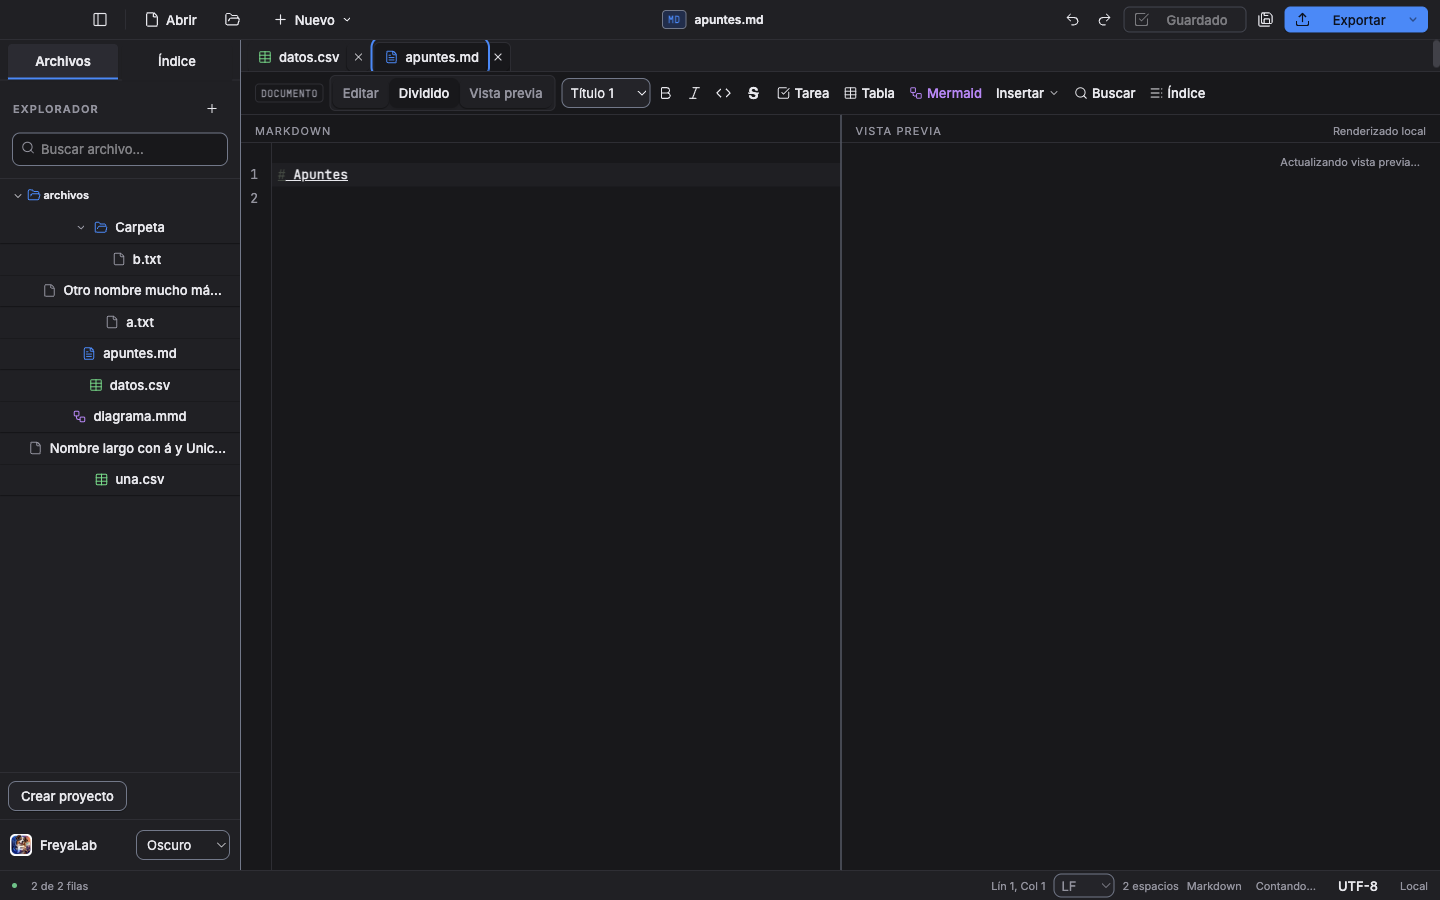 Abrir
Nuevo
MD apuntes.md
Guardado
Exportar
Archivos
Índice
datos.csv
apuntes.md
EXPLORADOR
Buscar archivo...
archivos
Carpeta
b.txt
Otro nombre mucho má...
a.txt
apuntes.md
datos.csv
diagrama.mmd
Nombre largo con á y Unic...
una.csv
Crear proyecto
FreyaLab
Oscuro
DOCUMENTO
Editar
Dividido
Vista previa
Título 1
Tarea
Tabla
Mermaid
Insertar
Buscar
Índice
MARKDOWN
1 # Apuntes
2
VISTA PREVIA
Renderizado local
Actualizando vista previa...
2 de 2 filas
Lín 1, Col 1
LF
2 espacios
Markdown
Contando...
UTF-8
Local